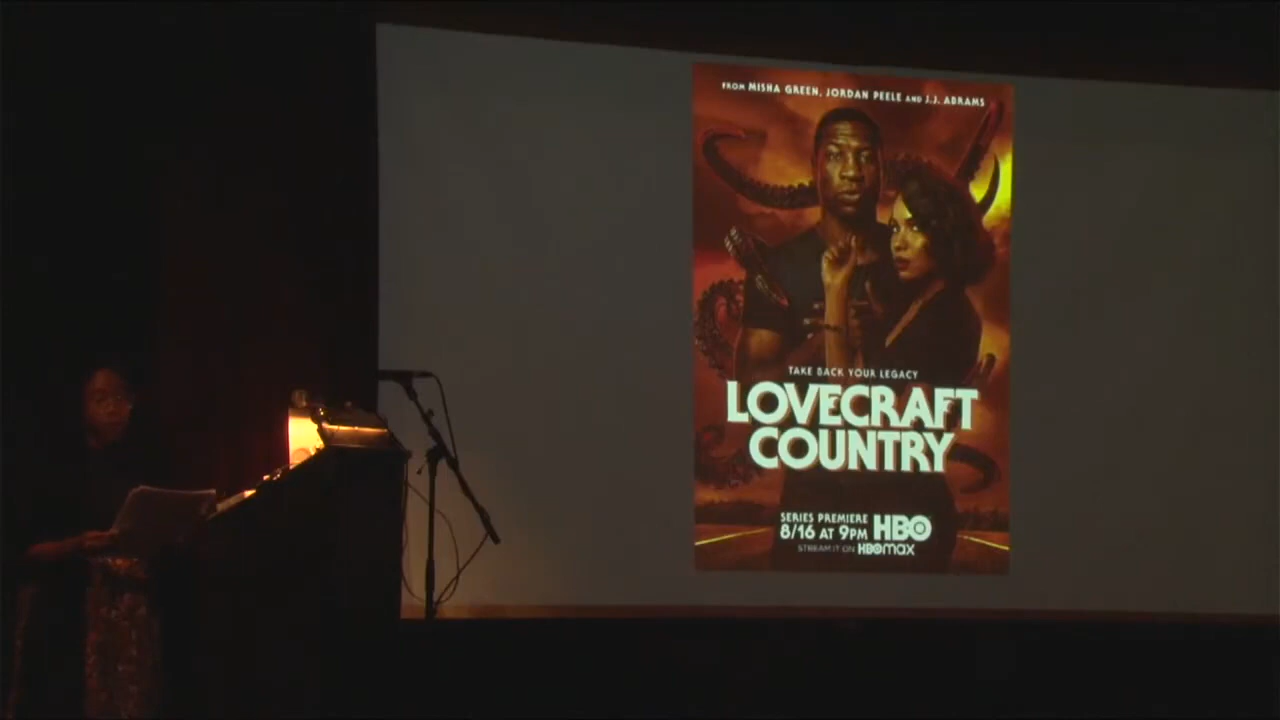 FROM MISHA GREEN, JORDAN PEELE AND J.J. ABRAMS
TAKE BACK YOUR LEGACY
LOVECRAFT
COUNTRY
SERIES PREMIERE
8/16 AT 9PM HBO
STREAM IT ON HBOMAX